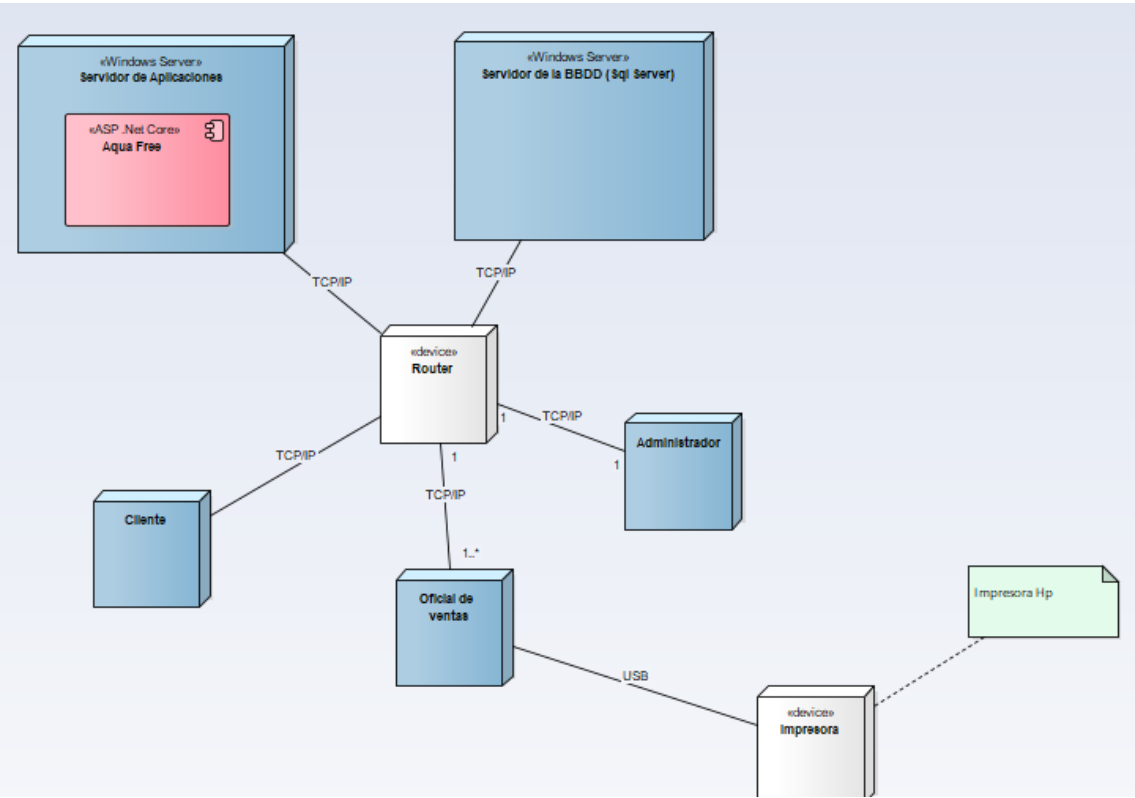 «Windows Server»
Servidor de Aplicaciones
«ASP .Net Core»
Aqua Free
«Windows Server»
Servidor de la BBDD (Sql Server)
TCP/IP
TCP/IP
«device»
Router
1
TCP/IP
Administrador
1
TCP/IP
1
TCP/IP
Cliente
1..*
Oficial de
ventas
Impresora Hp
USB
«device»
Impresora